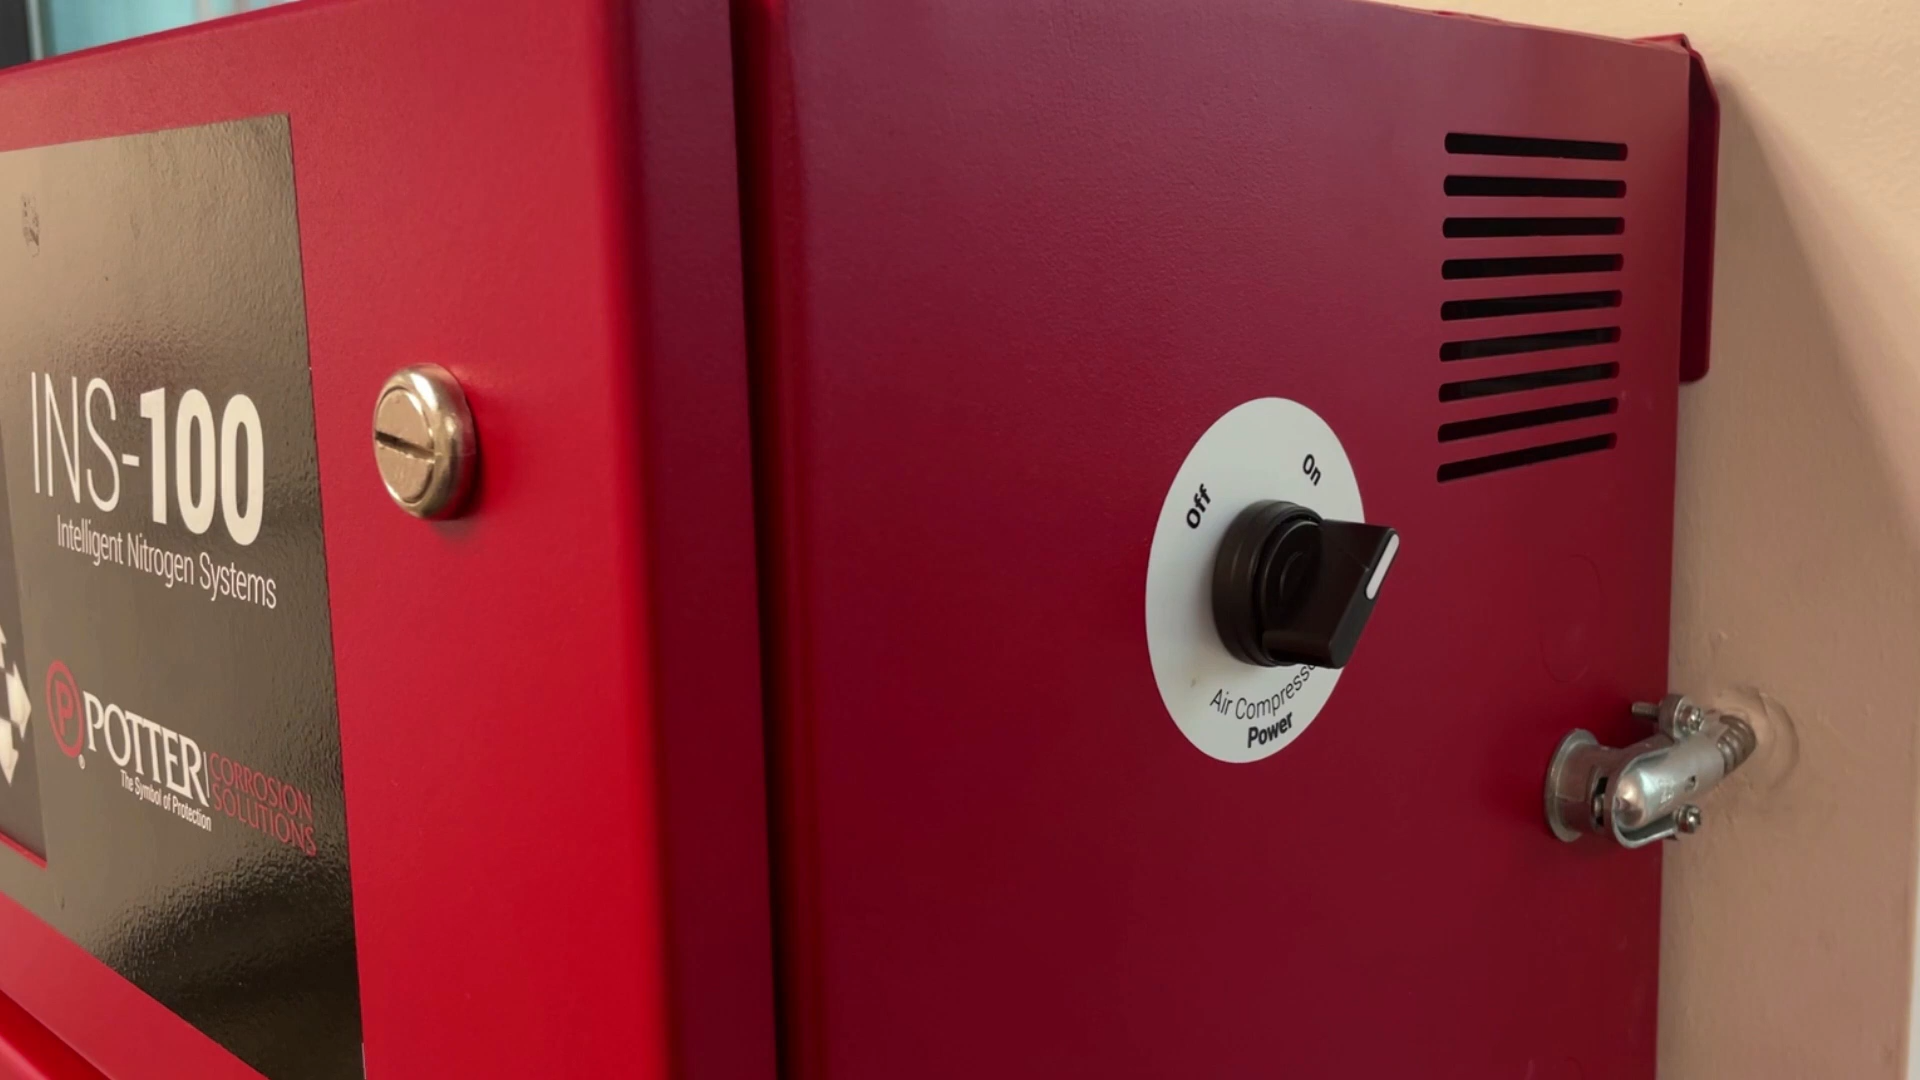 INS-100
Intelligent Nitrogen Systems
P POTTER®
The Symbol of Protection
CORROSION
SOLUTIONS
Off
On
Air Compresso
Power